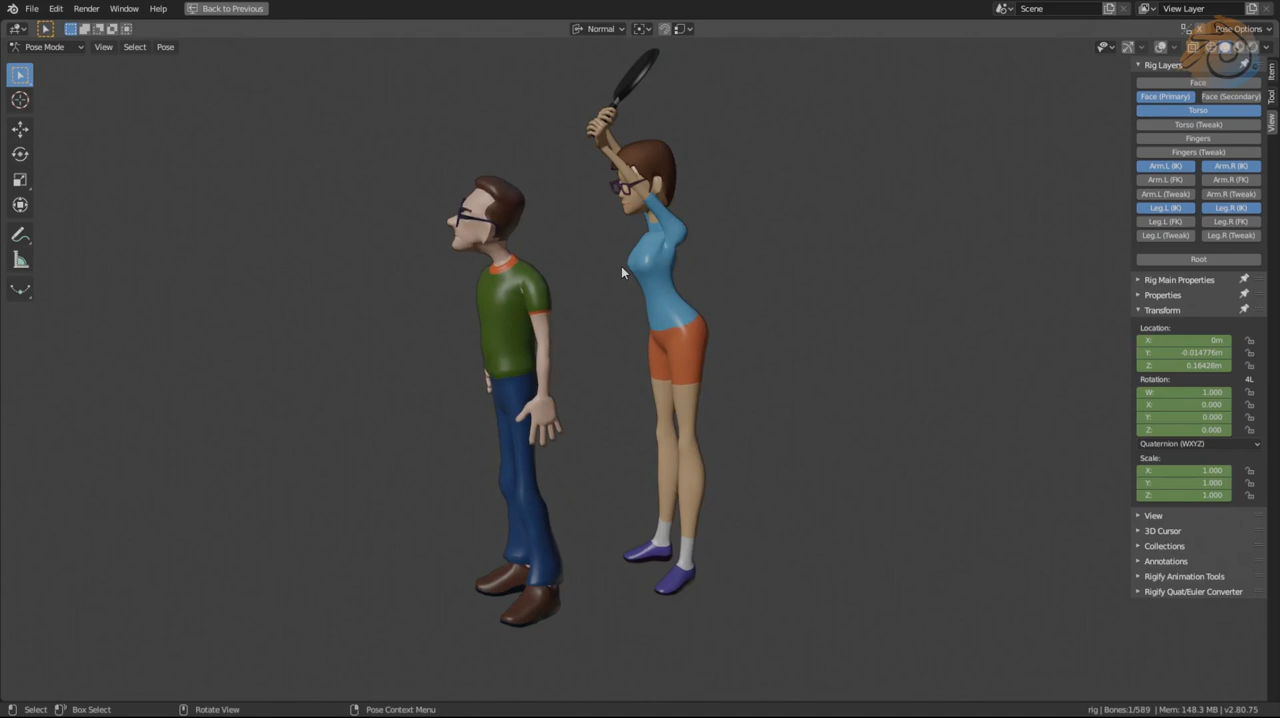 File Edit Render Window Help Back to Previous Scene View Layer
Normal Pose Options
Pose Mode View Select Pose
Rig Layers
Face
Face (Primary) Face (Secondary)
Torso
Torso (Tweak)
Fingers
Fingers (Tweak)
Arm.L (IK) Arm.R (IK)
Arm.L (FK) Arm.R (FK)
Arm.L (Tweak) Arm.R (Tweak)
Leg.L (IK) Leg.R (IK)
Leg.L (FK) Leg.R (FK)
Leg.L (Tweak) Leg.R (Tweak)
Root
Rig Main Properties
Properties
Transform
Location:
X: 0m
Y: -0.014776m
Z: 0.16428m
Rotation: 4L
W: 1.000
X: 0.000
Y: 0.000
Z: 0.000
Quaternion (WXYZ)
Scale:
X: 1.000
Y: 1.000
Z: 1.000
View
3D Cursor
Collections
Annotations
Rigify Animation Tools
Rigify Quat/Euler Converter
Item
Tool
View
Select Box Select Rotate View Pose Context Menu rig | Bones:1/589 | Mem: 148.3 MB | v2.80.75